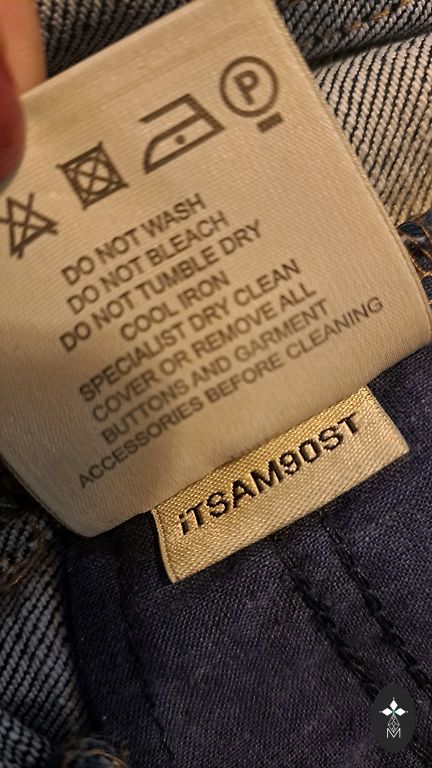 P
DO NOT WASH
DO NOT BLEACH
DO NOT TUMBLE DRY
COOL IRON
SPECIALIST DRY CLEAN
COVER OR REMOVE ALL
BUTTONS AND GARMENT
ACCESSORIES BEFORE CLEANING
iTSAM90ST
M